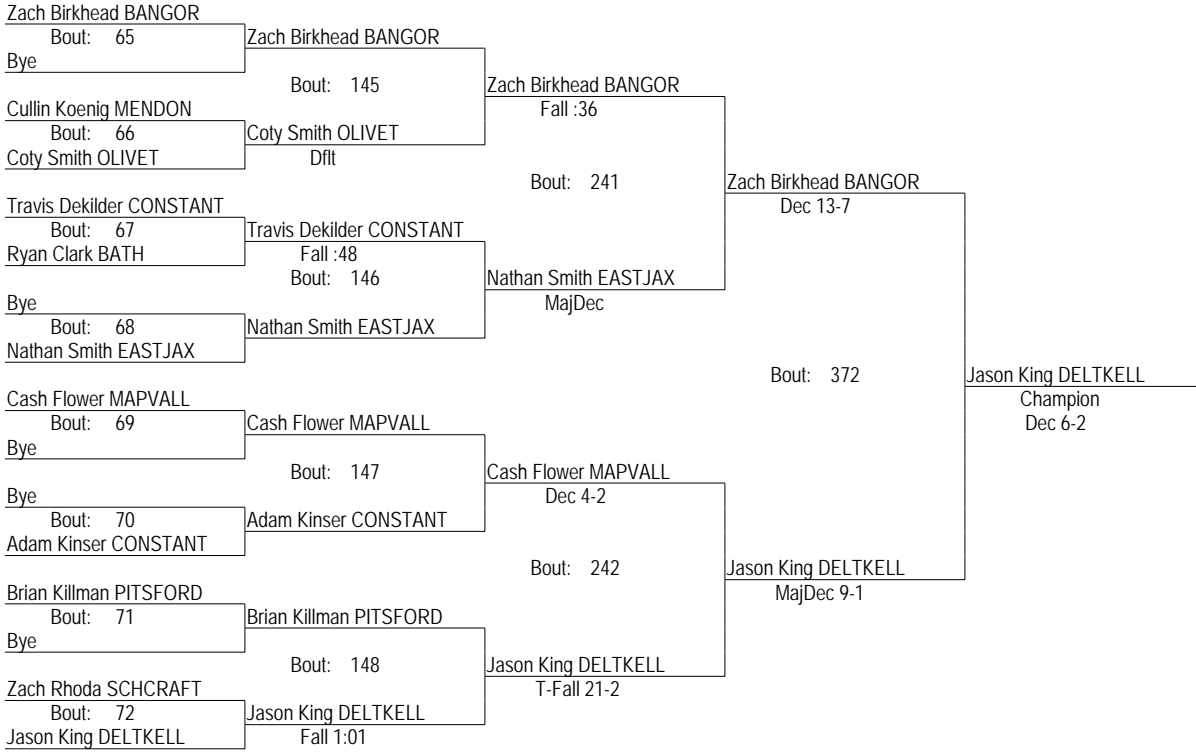 Zach Birkhead BANGOR
Bout: 65
Bye
Zach Birkhead BANGOR
Bout: 145
Cullin Koenig MENDON
Bout: 66
Coty Smith OLIVET
Coty Smith OLIVET
Dflt
Zach Birkhead BANGOR
Fall :36
Bout: 241
Travis Dekilder CONSTANT
Bout: 67
Ryan Clark BATH
Travis Dekilder CONSTANT
Fall :48
Bout: 146
Bye
Bout: 68
Nathan Smith EASTJAX
Nathan Smith EASTJAX
Nathan Smith EASTJAX
MajDec
Zach Birkhead BANGOR
Dec 13-7
Bout: 372
Cash Flower MAPVALL
Bout: 69
Bye
Cash Flower MAPVALL
Bout: 147
Bye
Bout: 70
Adam Kinser CONSTANT
Adam Kinser CONSTANT
Cash Flower MAPVALL
Dec 4-2
Bout: 242
Brian Killman PITSFORD
Bout: 71
Bye
Brian Killman PITSFORD
Bout: 148
Zach Rhoda SCHCRAFT
Bout: 72
Jason King DELTKELL
Jason King DELTKELL
Fall 1:01
Jason King DELTKELL
T-Fall 21-2
Jason King DELTKELL
MajDec 9-1
Jason King DELTKELL
Champion
Dec 6-2